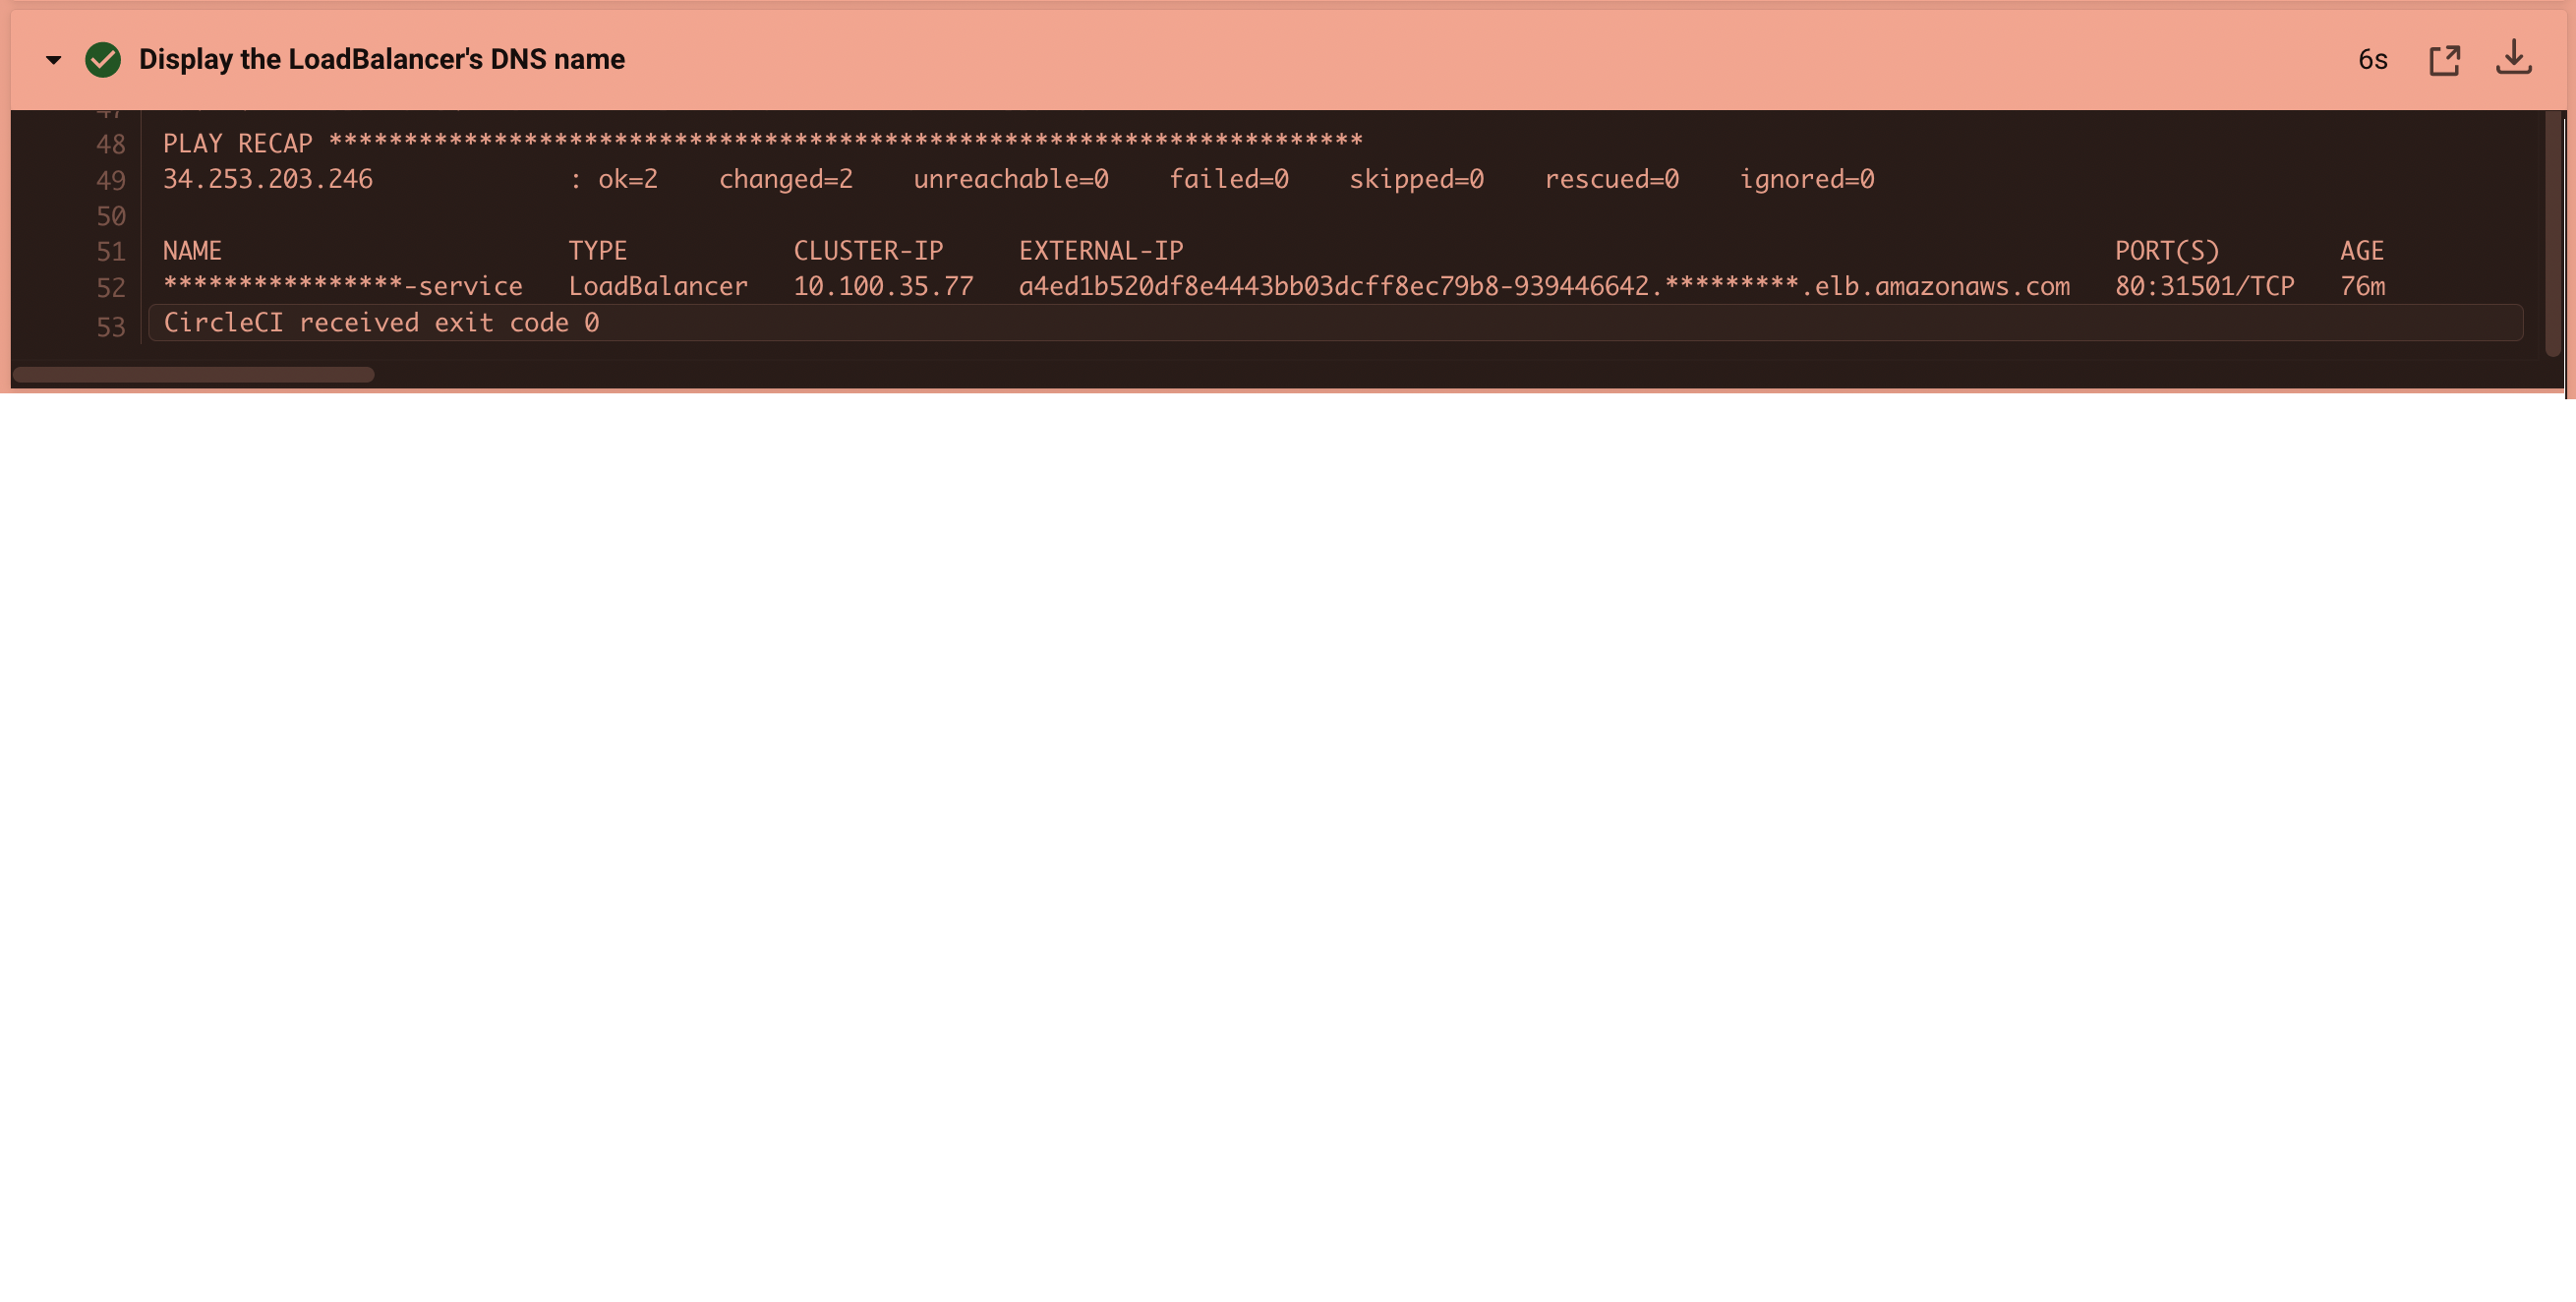 Display the LoadBalancer's DNS name 6s
47
48 PLAY RECAP *********************************************************************
49 34.253.203.246 : ok=2 changed=2 unreachable=0 failed=0 skipped=0 rescued=0 ignored=0
50
51 NAME TYPE CLUSTER-IP EXTERNAL-IP PORT(S) AGE
52 ****************-service LoadBalancer 10.100.35.77 a4ed1b520df8e4443bb03dcff8ec79b8-939446642.*********.elb.amazonaws.com 80:31501/TCP 76m
53 CircleCI received exit code 0